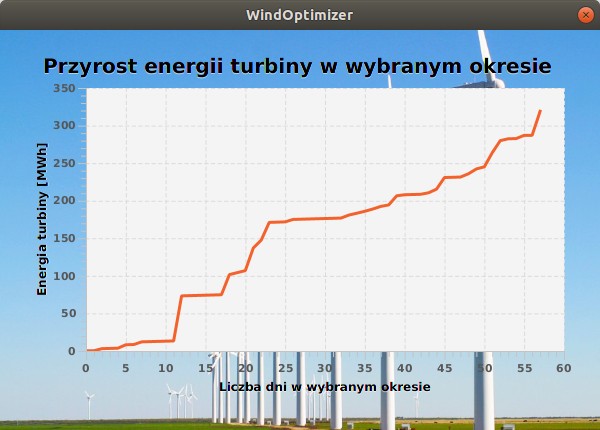 WindOptimizer
Przyrost energii turbiny w wybranym okresie
Energia turbiny [MWh]
350
300
250
200
150
100
50
0
0 5 10 15 20 25 30 35 40 45 50 55 60
Liczba dni w wybranym okresie